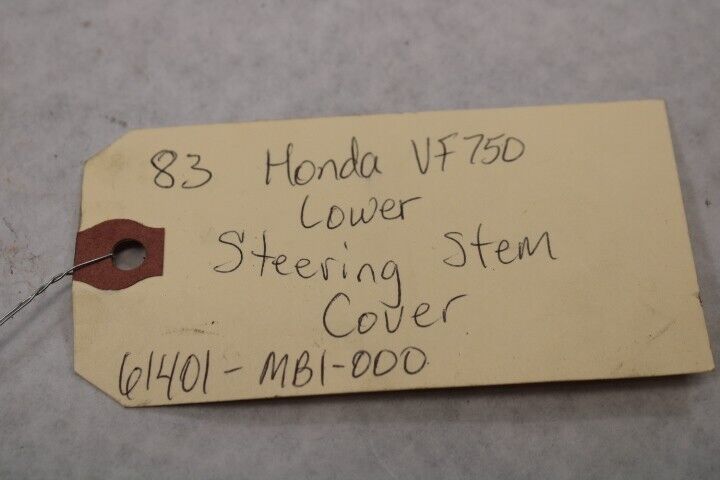 83 Honda VF750
Lower
Steering Stem
Cover
61401-MB1-000